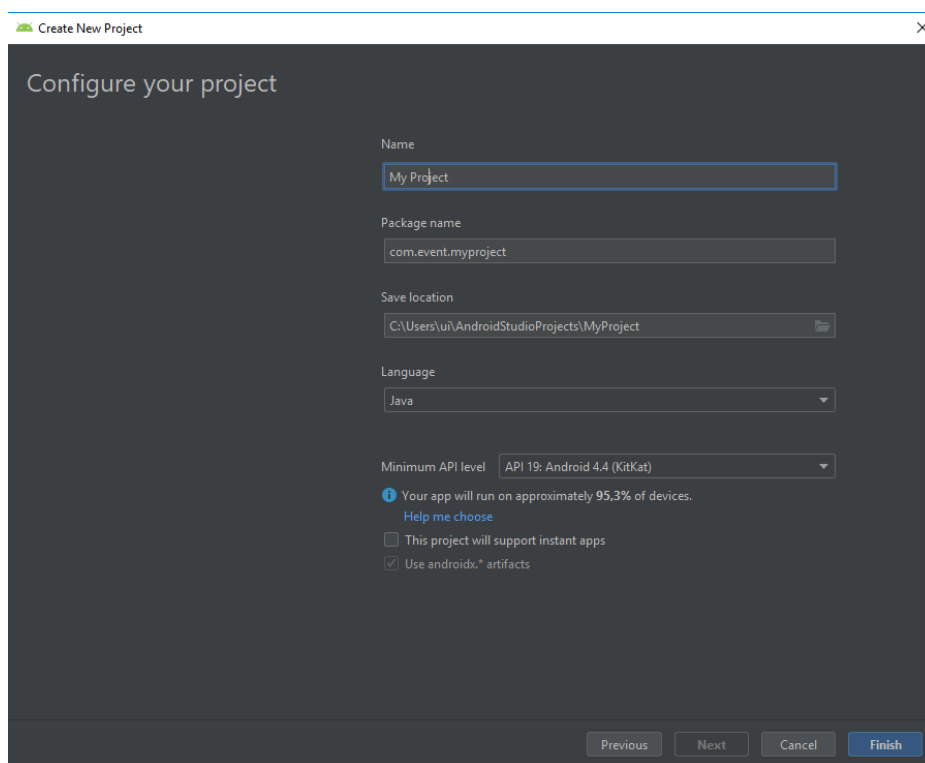 Create New Project
Configure your project
Name
My Project
Package name
com.event.myproject
Save location
C:\Users\ui\AndroidStudioProjects\MyProject
Language
Java
Minimum API level API 19: Android 4.4 (KitKat)
Your app will run on approximately 95,3% of devices.
Help me choose
This project will support instant apps
Use androidx.* artifacts
Previous Next Cancel Finish